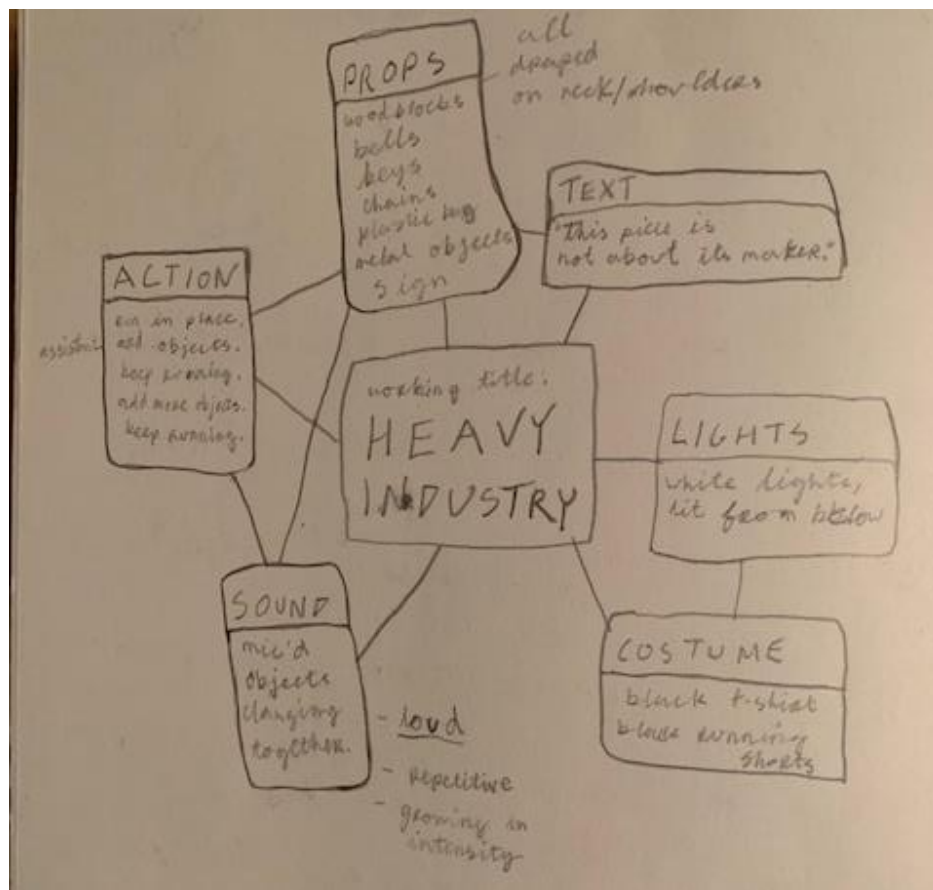 PROPS
woodblocks
bells
keys
chains
plastic bag
metal objects
sign
all
draped
on neck/shoulders
TEXT
"this piece is
not about its maker."
ACTION
run in place.
add objects.
keep running.
add more objects.
keep running.
working title:
HEAVY
INDUSTRY
LIGHTS
white lights,
lit from below
SOUND
mic'd
objects
clanging
together.
- loud
- repetitive
- growing in
intensity
COSTUME
black t-shirt
black running
shorts